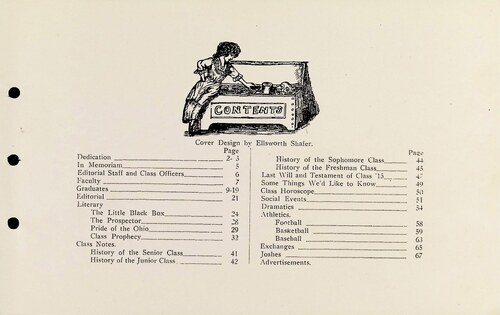 CONTENTS
Cover Design by Ellsworth Shafer.
Page
Dedication 2-3
In Memoriam 5
Editorial Staff and Class Officers 6
Faculty 7
Graduates 9-19
Editorial 21
Literary
The Little Black Box 24
The Prospector 26
Pride of the Ohio 29
Class Prophecy 32
Class Notes.
History of the Senior Class 41
History of the Junior Class 42
Page
History of the Sophomore Class 44
History of the Freshman Class 45
Last Will and Testament of Class '15 47
Some Things We'd Like to Know 49
Class Horoscope 50
Social Events 51
Dramatics 54
Athletics.
Football 58
Basketball 59
Baseball 63
Exchanges 65
Joshes 67
Advertisements.